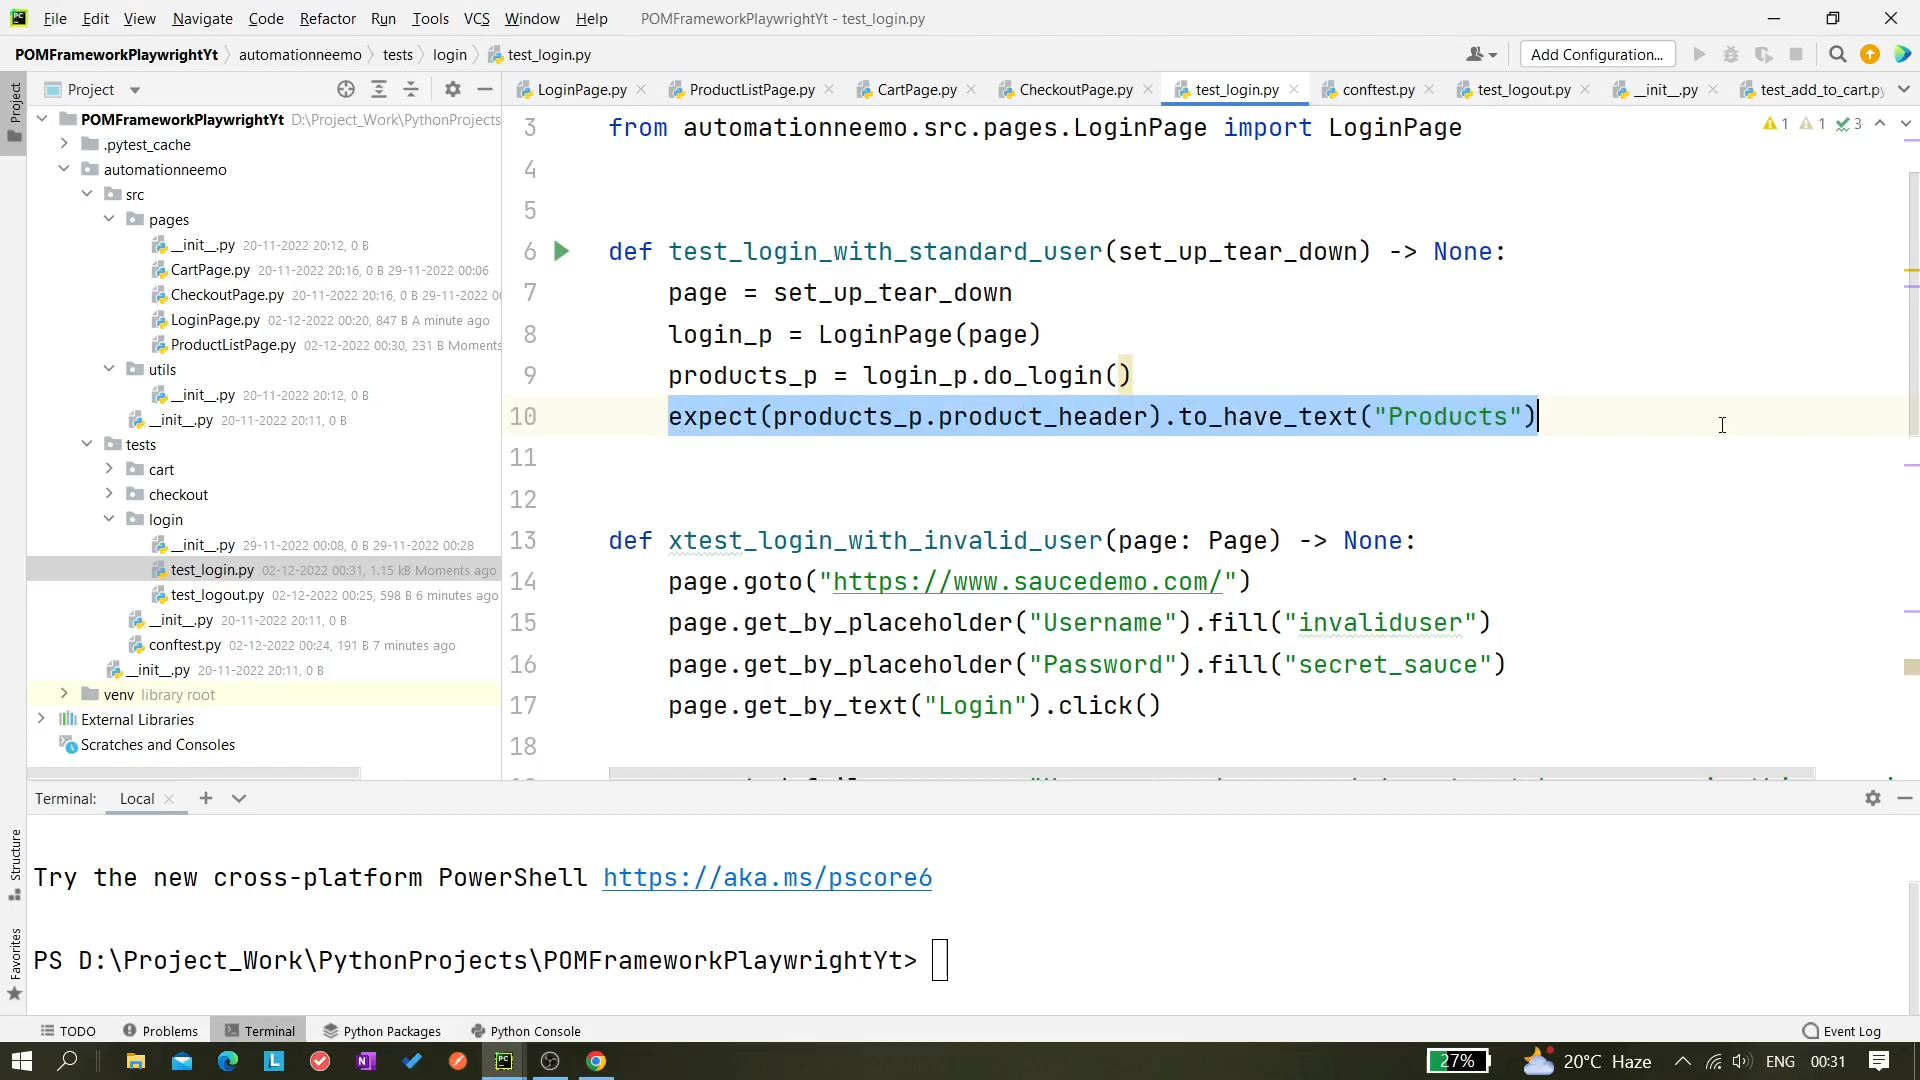 File Edit View Navigate Code Refactor Run Tools VCS Window Help POMFrameworkPlaywrightYt - test_login.py
POMFrameworkPlaywrightYt automationneemo tests login test_login.py Add Configuration...
Project
Project
LoginPage.py ProductListPage.py CartPage.py CheckoutPage.py test_login.py conftest.py test_logout.py __init__.py test_add_to_cart.py
POMFrameworkPlaywrightYt D:\Project_Work\PythonProjects
.pytest_cache
automationneemo
src
pages
__init__.py 20-11-2022 20:12, 0 B
CartPage.py 20-11-2022 20:16, 0 B 29-11-2022 00:06
CheckoutPage.py 20-11-2022 20:16, 0 B 29-11-2022 0
LoginPage.py 02-12-2022 00:20, 847 B A minute ago
ProductListPage.py 02-12-2022 00:30, 231 B Moments
utils
__init__.py 20-11-2022 20:12, 0 B
__init__.py 20-11-2022 20:11, 0 B
tests
cart
checkout
login
__init__.py 29-11-2022 00:08, 0 B 29-11-2022 00:28
test_login.py 02-12-2022 00:31, 1.15 kB Moments ago
test_logout.py 02-12-2022 00:25, 598 B 6 minutes ago
__init__.py 20-11-2022 20:11, 0 B
conftest.py 02-12-2022 00:24, 191 B 7 minutes ago
__init__.py 20-11-2022 20:11, 0 B
venv library root
External Libraries
Scratches and Consoles
1 1 3
3 from automationneemo.src.pages.LoginPage import LoginPage
4
5
6 def test_login_with_standard_user(set_up_tear_down) -> None:
7 page = set_up_tear_down
8 login_p = LoginPage(page)
9 products_p = login_p.do_login()
10 expect(products_p.product_header).to_have_text("Products")
11
12
13 def xtest_login_with_invalid_user(page: Page) -> None:
14 page.goto("https://www.saucedemo.com/")
15 page.get_by_placeholder("Username").fill("invaliduser")
16 page.get_by_placeholder("Password").fill("secret_sauce")
17 page.get_by_text("Login").click()
18
Terminal: Local
Structure
Favorites
Try the new cross-platform PowerShell https://aka.ms/pscore6
PS D:\Project_Work\PythonProjects\POMFrameworkPlaywrightYt>
TODO Problems Terminal Python Packages Python Console Event Log
27% 20°C Haze ENG 00:31